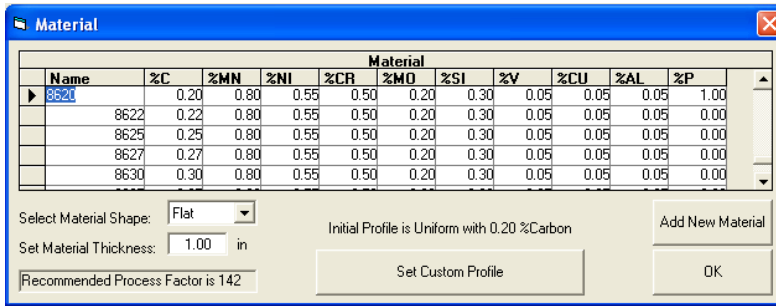 Material
Material
Name %C %MN %NI %CR %MO %SI %V %CU %AL %P
8620 0.20 0.80 0.55 0.50 0.20 0.30 0.05 0.05 0.05 1.00
8622 0.22 0.80 0.55 0.50 0.20 0.30 0.05 0.05 0.05 0.00
8625 0.25 0.80 0.55 0.50 0.20 0.30 0.05 0.05 0.05 0.00
8627 0.27 0.80 0.55 0.50 0.20 0.30 0.05 0.05 0.05 0.00
8630 0.30 0.80 0.55 0.50 0.20 0.30 0.05 0.05 0.05 0.00
Select Material Shape: Flat
Initial Profile is Uniform with 0.20 %Carbon
Add New Material
Set Material Thickness: 1.00 in
Recommended Process Factor is 142
Set Custom Profile
OK